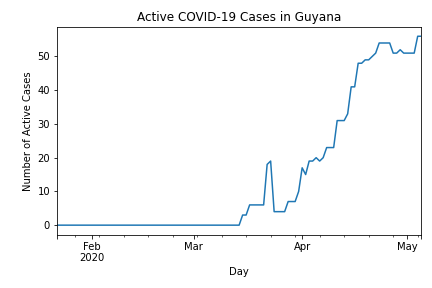 Active COVID-19 Cases in Guyana
Number of Active Cases
50
40
30
20
10
0
Feb
2020
Mar
Apr
May
Day